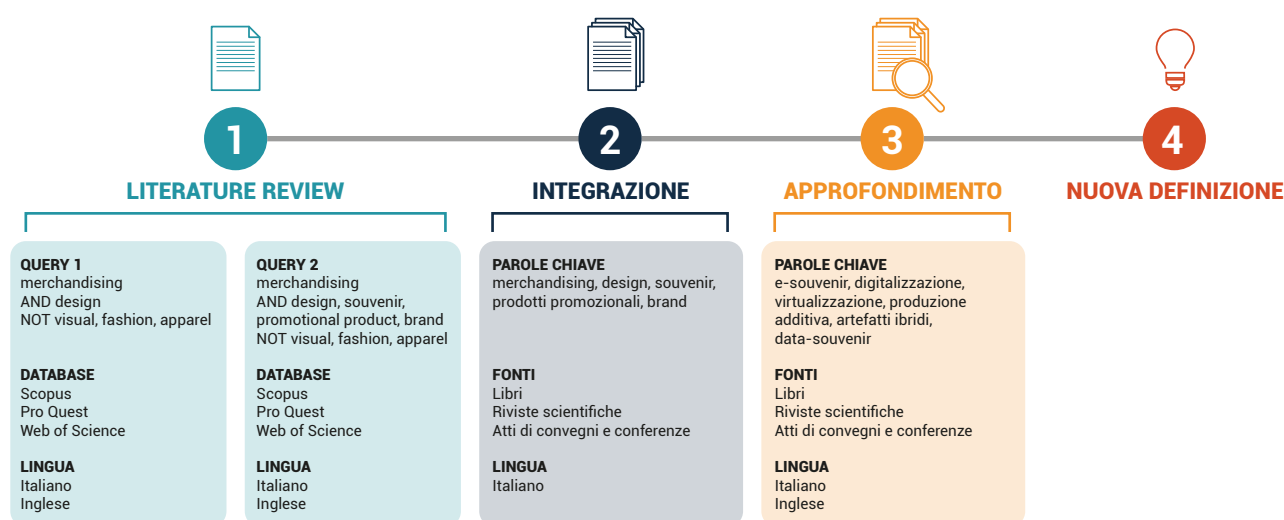 1
2
3
4
LITERATURE REVIEW
INTEGRAZIONE
APPROFONDIMENTO
NUOVA DEFINIZIONE
QUERY 1
merchandising
AND design
NOT visual, fashion, apparel
DATABASE
Scopus
Pro Quest
Web of Science
LINGUA
Italiano
Inglese
QUERY 2
merchandising
AND design, souvenir,
promotional product, brand
NOT visual, fashion, apparel
DATABASE
Scopus
Pro Quest
Web of Science
LINGUA
Italiano
Inglese
PAROLE CHIAVE
merchandising, design, souvenir,
prodotti promozionali, brand
FONTI
Libri
Riviste scientifiche
Atti di convegni e conferenze
LINGUA
Italiano
PAROLE CHIAVE
e-souvenir, digitalizzazione,
virtualizzazione, produzione
additiva, artefatti ibridi,
data-souvenir
FONTI
Libri
Riviste scientifiche
Atti di convegni e conferenze
LINGUA
Italiano
Inglese